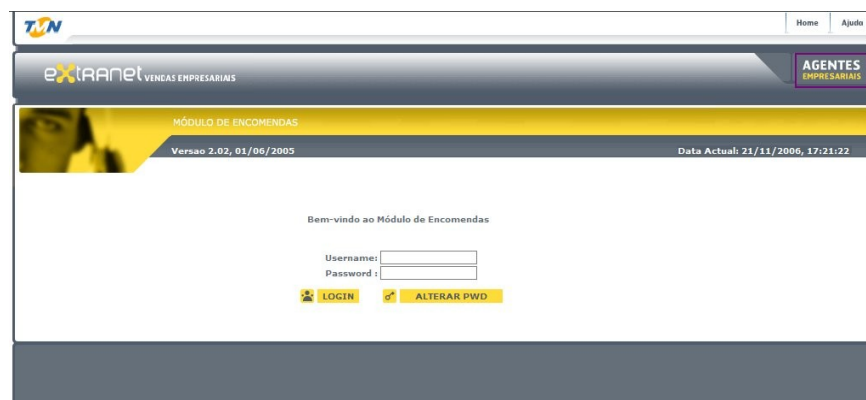 TMN
Home Ajuda
eXtranet VENDAS EMPRESARIAIS
AGENTES
EMPRESARIAIS
MÓDULO DE ENCOMENDAS
Versao 2.02, 01/06/2005 Data Actual: 21/11/2006, 17:21:22
Bem-vindo ao Módulo de Encomendas
Username:
Password :
LOGIN ALTERAR PWD